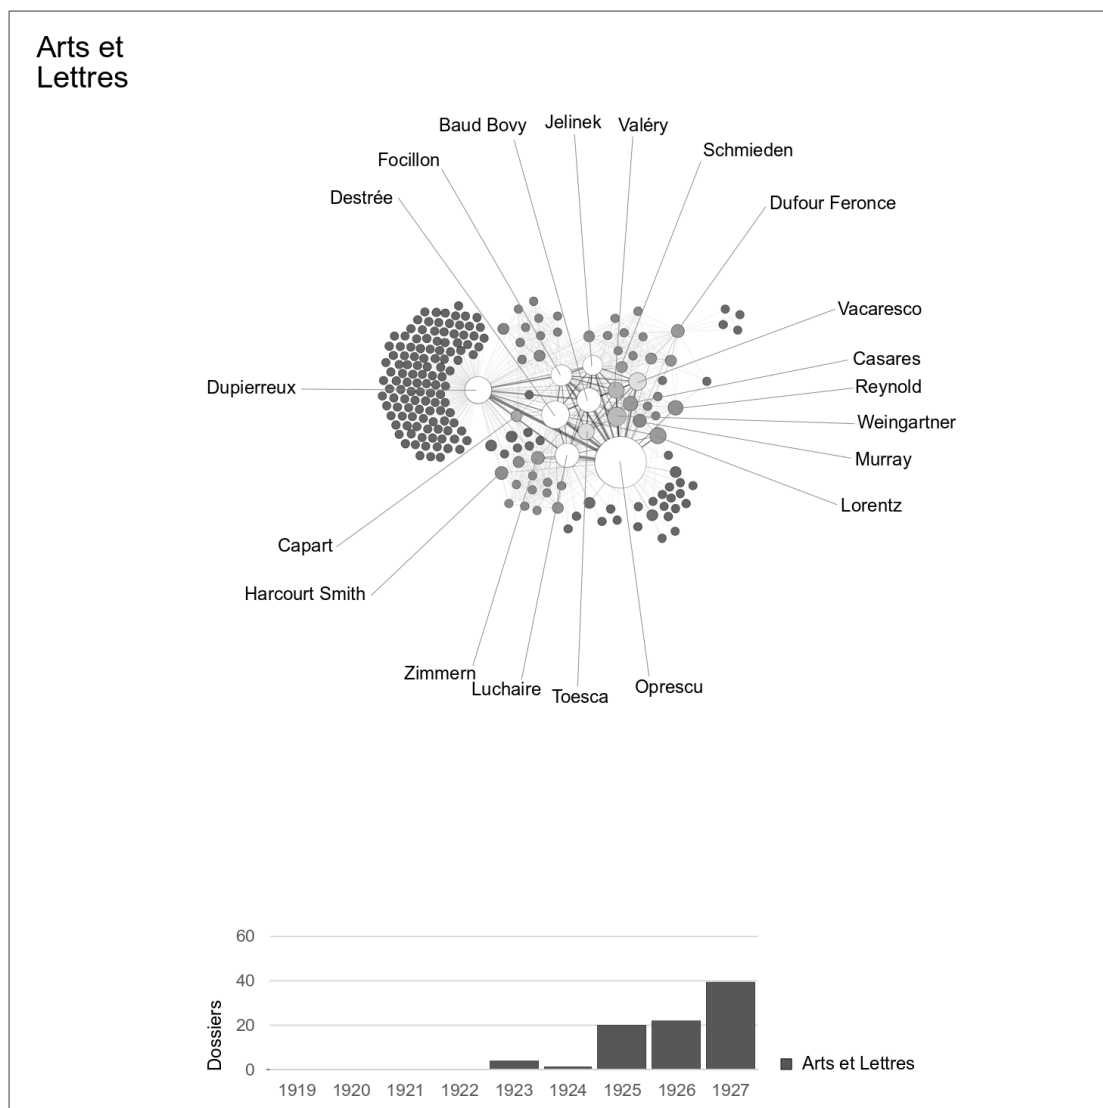 Arts et
Lettres
Baud Bovy
Jelinek
Valéry
Schmieden
Focillon
Destrée
Dufour Feronce
Vacaresco
Casares
Dupierreux
Reynold
Weingartner
Murray
Lorentz
Capart
Harcourt Smith
Zimmern
Luchaire
Toesca
Oprescu
60
40
20
0
Dossiers
Arts et Lettres
1919 1920 1921 1922 1923 1924 1925 1926 1927